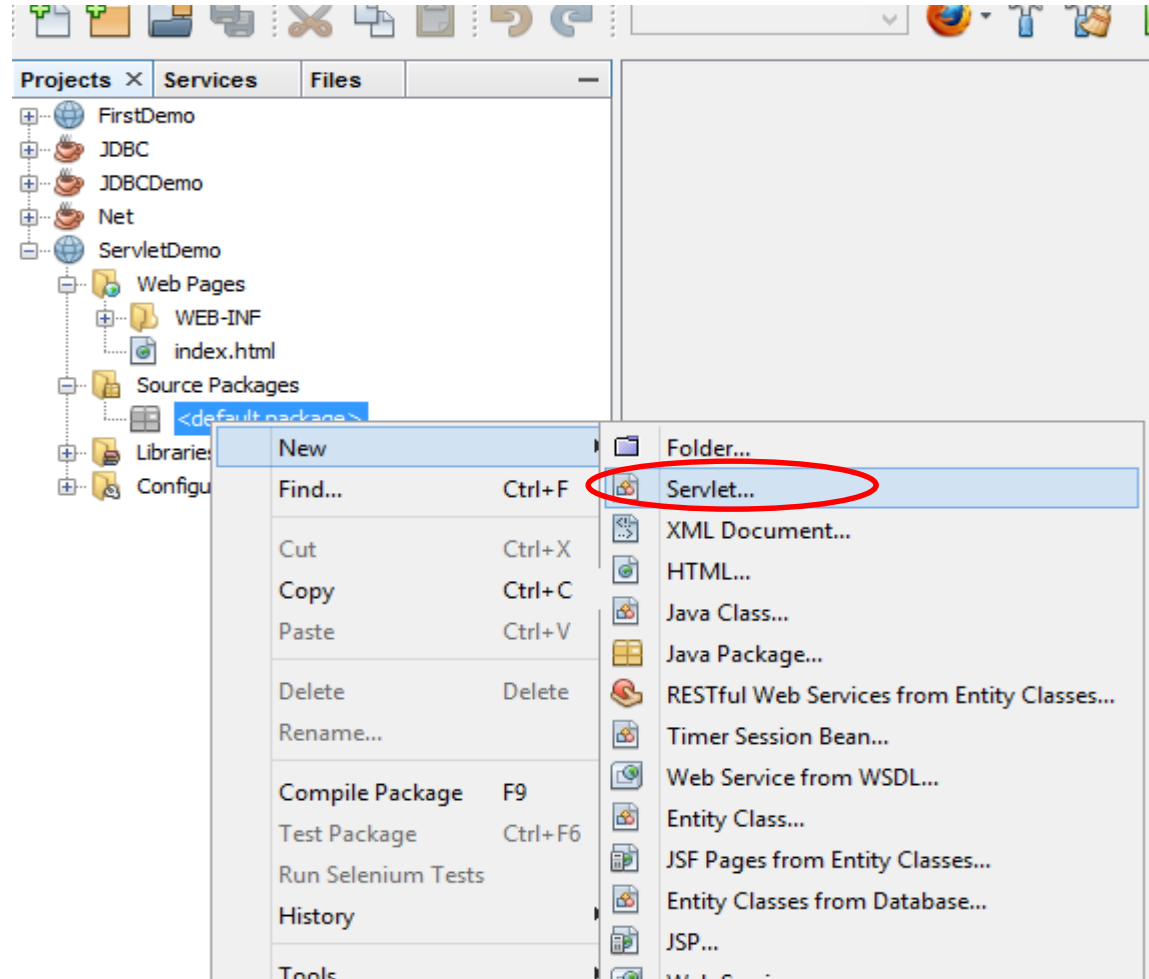 Projects × Services Files
FirstDemo
JDBC
JDBCDemo
Net
ServletDemo
Web Pages
WEB-INF
index.html
Source Packages
<default package>
Libraries
Configu
New
Find... Ctrl+F
Cut Ctrl+X
Copy Ctrl+C
Paste Ctrl+V
Delete Delete
Rename...
Compile Package F9
Test Package Ctrl+F6
Run Selenium Tests
History
Tools
Folder...
Servlet...
XML Document...
HTML...
Java Class...
Java Package...
RESTful Web Services from Entity Classes...
Timer Session Bean...
Web Service from WSDL...
Entity Class...
JSF Pages from Entity Classes...
Entity Classes from Database...
JSP...